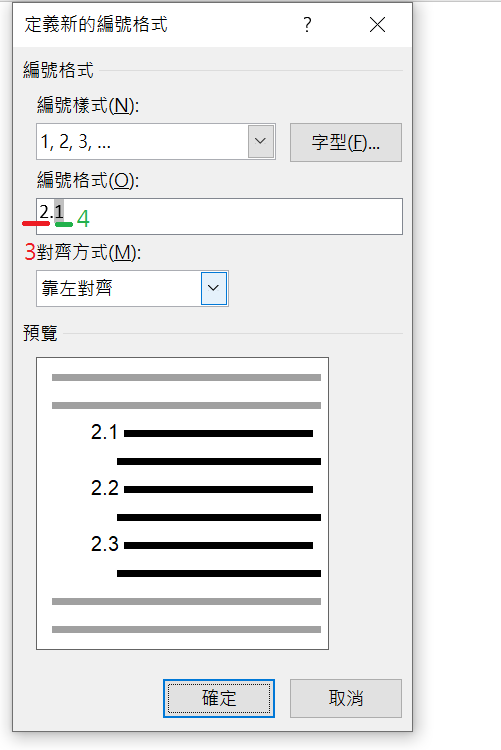 定義新的編號格式 ?
編號格式
編號樣式(N):
1, 2, 3, ...
字型(F)...
編號格式(O):
2.1
4
3
對齊方式(M):
靠左對齊
預覽
2.1
2.2
2.3
確定
取消